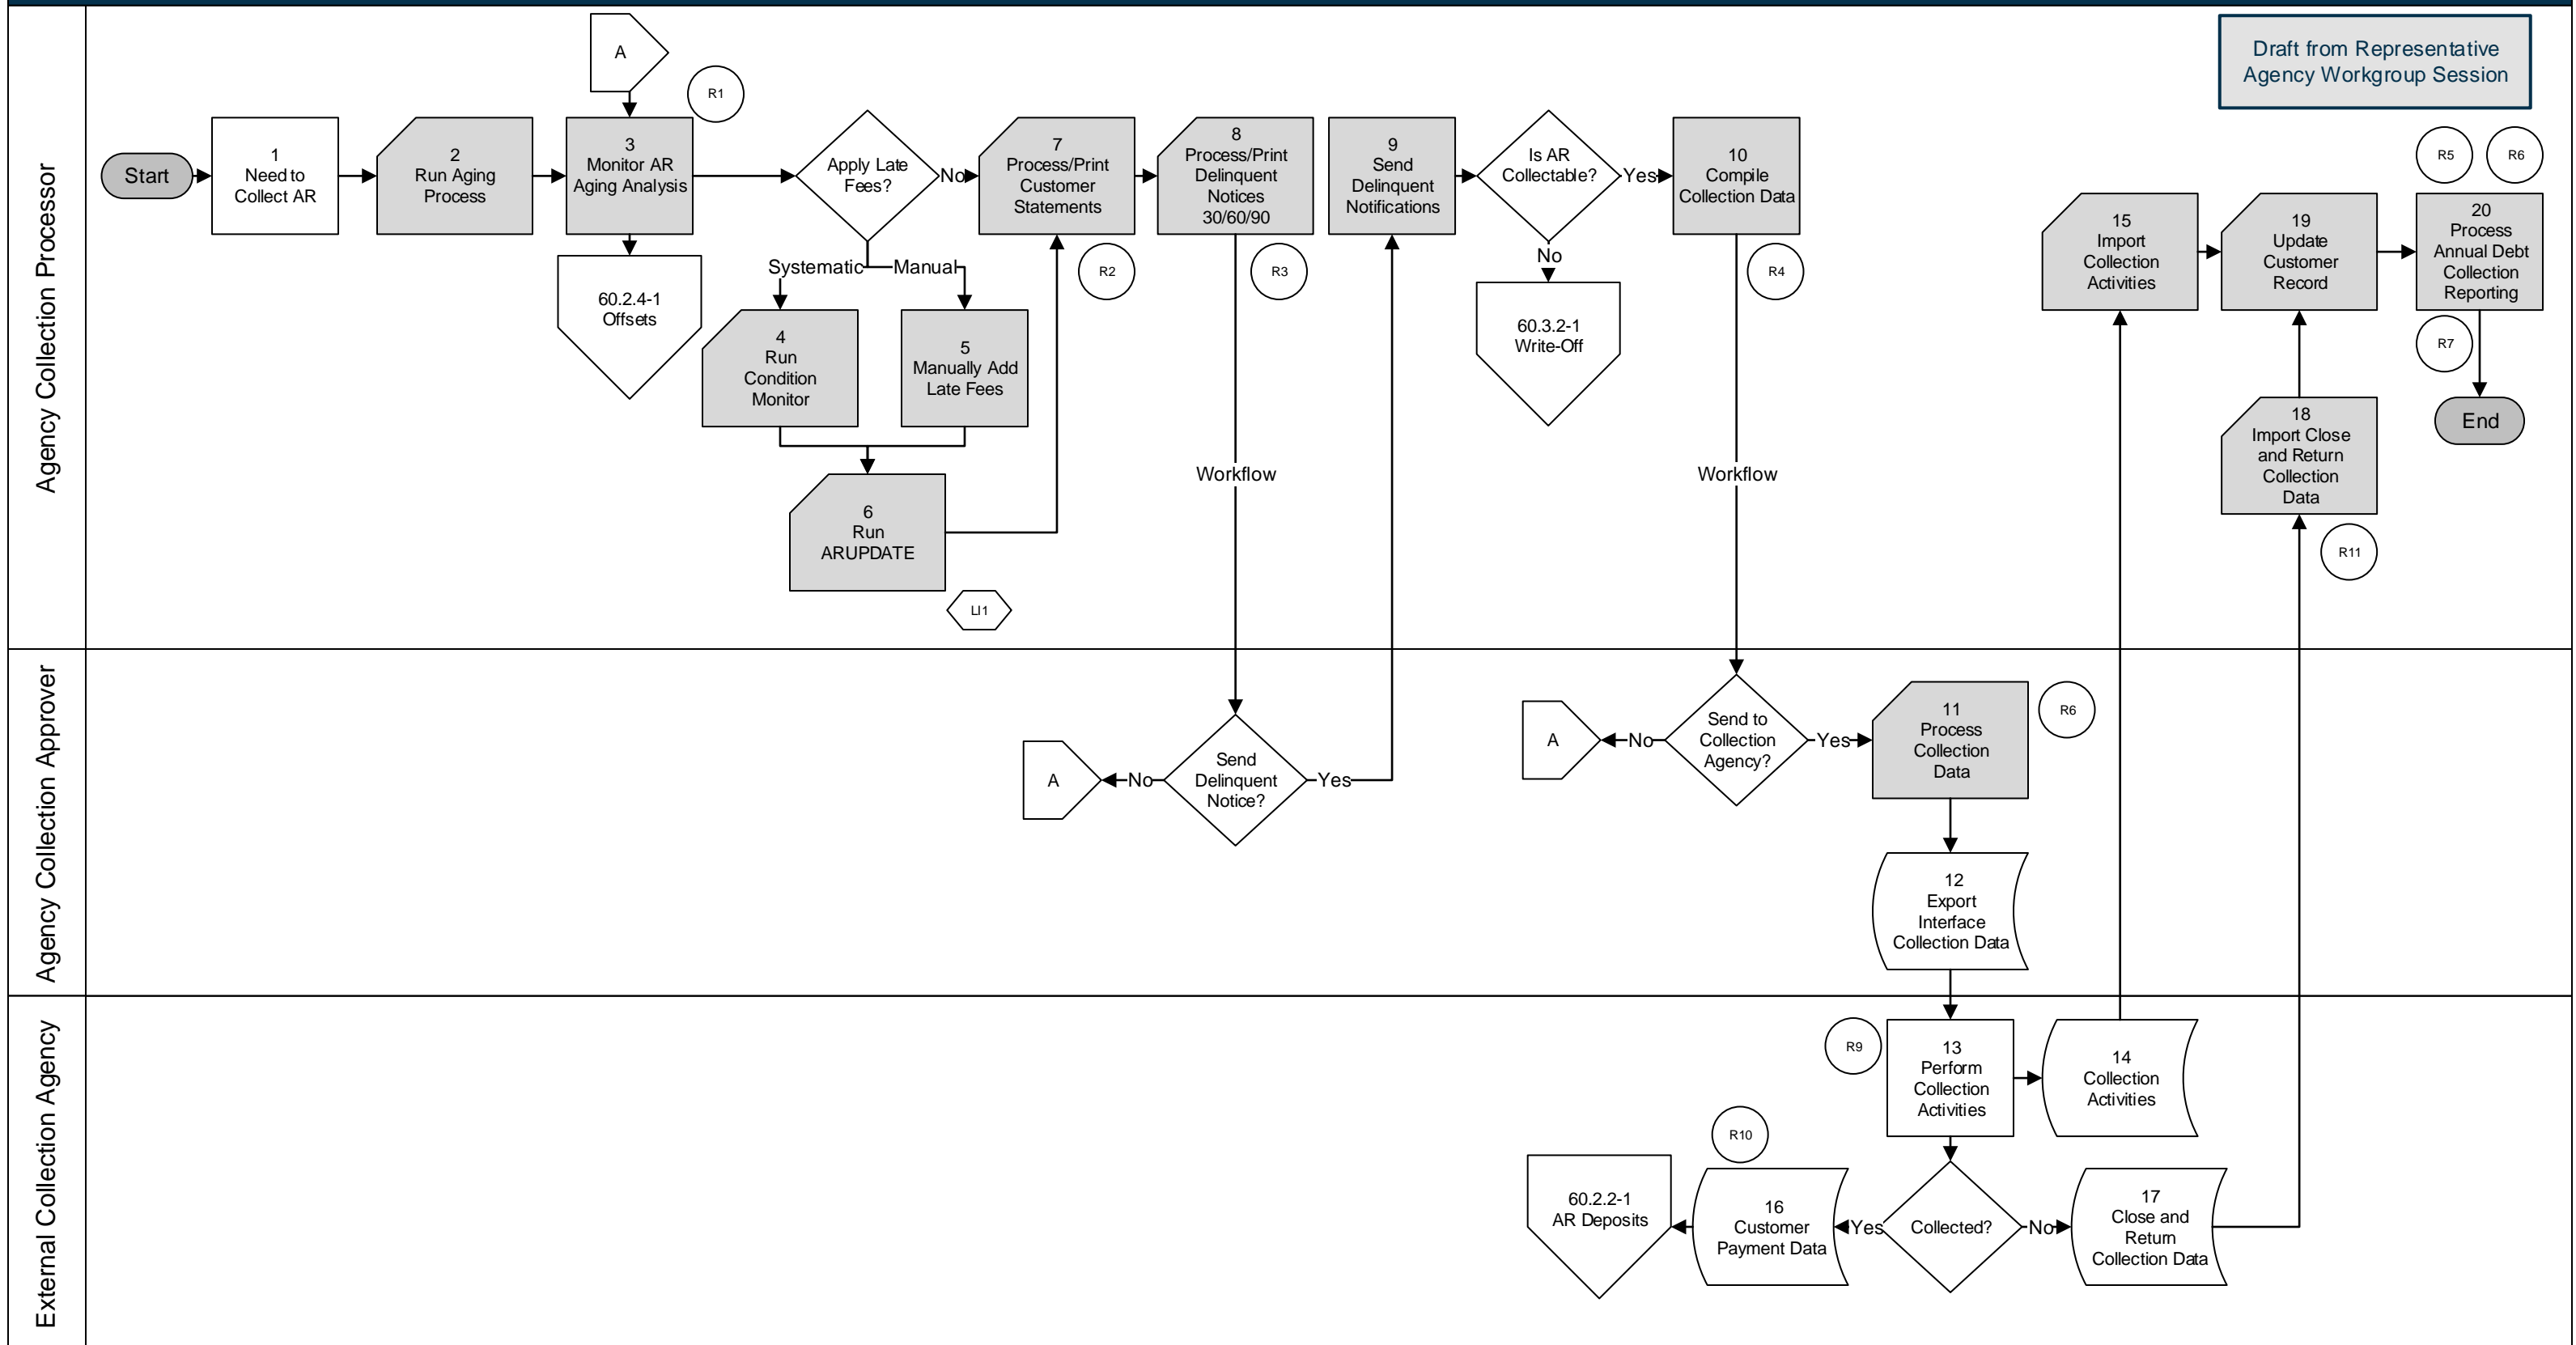 Draft from Representative
Agency Workgroup Session
Agency Collection Processor
A
R1
Start
1
Need to
Collect AR
2
Run Aging
Process
3
Monitor AR
Aging Analysis
60.2.4-1
Offsets
Apply Late
Fees?
No
Systematic
Manual
4
Run
Condition
Monitor
5
Manually Add
Late Fees
6
Run
ARUPDATE
LI1
7
Process/Print
Customer
Statements
R2
8
Process/Print
Delinquent
Notices
30/60/90
R3
Workflow
9
Send
Delinquent
Notifications
Is AR
Collectable?
Yes
No
60.3.2-1
Write-Off
10
Compile
Collection Data
R4
Workflow
15
Import
Collection
Activities
19
Update
Customer
Record
R5
R6
20
Process
Annual Debt
Collection
Reporting
R7
End
18
Import Close
and Return
Collection
Data
R11
Agency Collection Approver
A
No
Send
Delinquent
Notice?
Yes
A
No
Send to
Collection
Agency?
Yes
11
Process
Collection
Data
R6
12
Export
Interface
Collection Data
External Collection Agency
R9
13
Perform
Collection
Activities
14
Collection
Activities
R10
60.2.2-1
AR Deposits
16
Customer
Payment Data
Yes
Collected?
No
17
Close and
Return
Collection Data